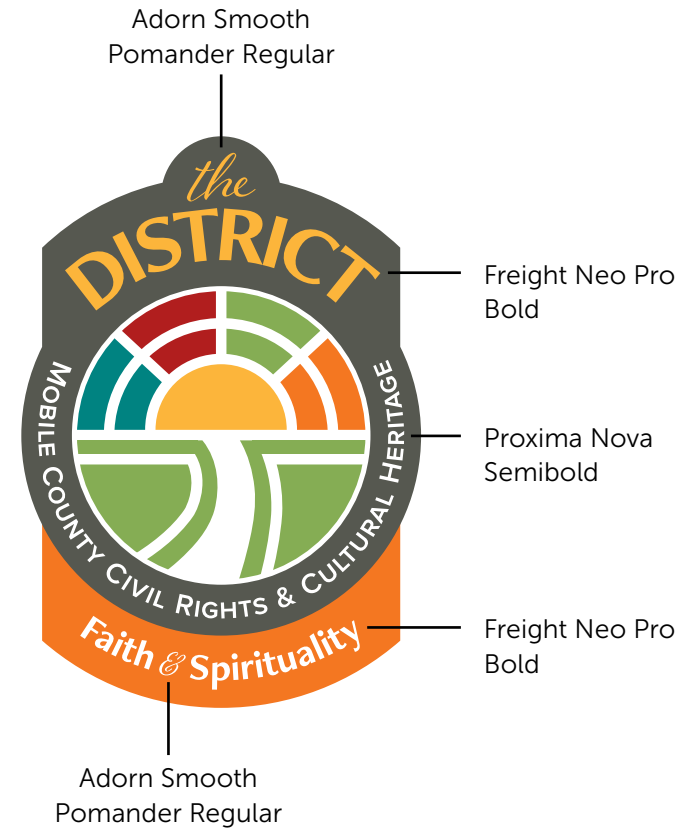 Adorn Smooth
Pomander Regular
the
DISTRICT
Freight Neo Pro
Bold
MOBILE COUNTY CIVIL RIGHTS & CULTURAL HERITAGE
Proxima Nova
Semibold
Faith & Spirituality
Freight Neo Pro
Bold
Adorn Smooth
Pomander Regular